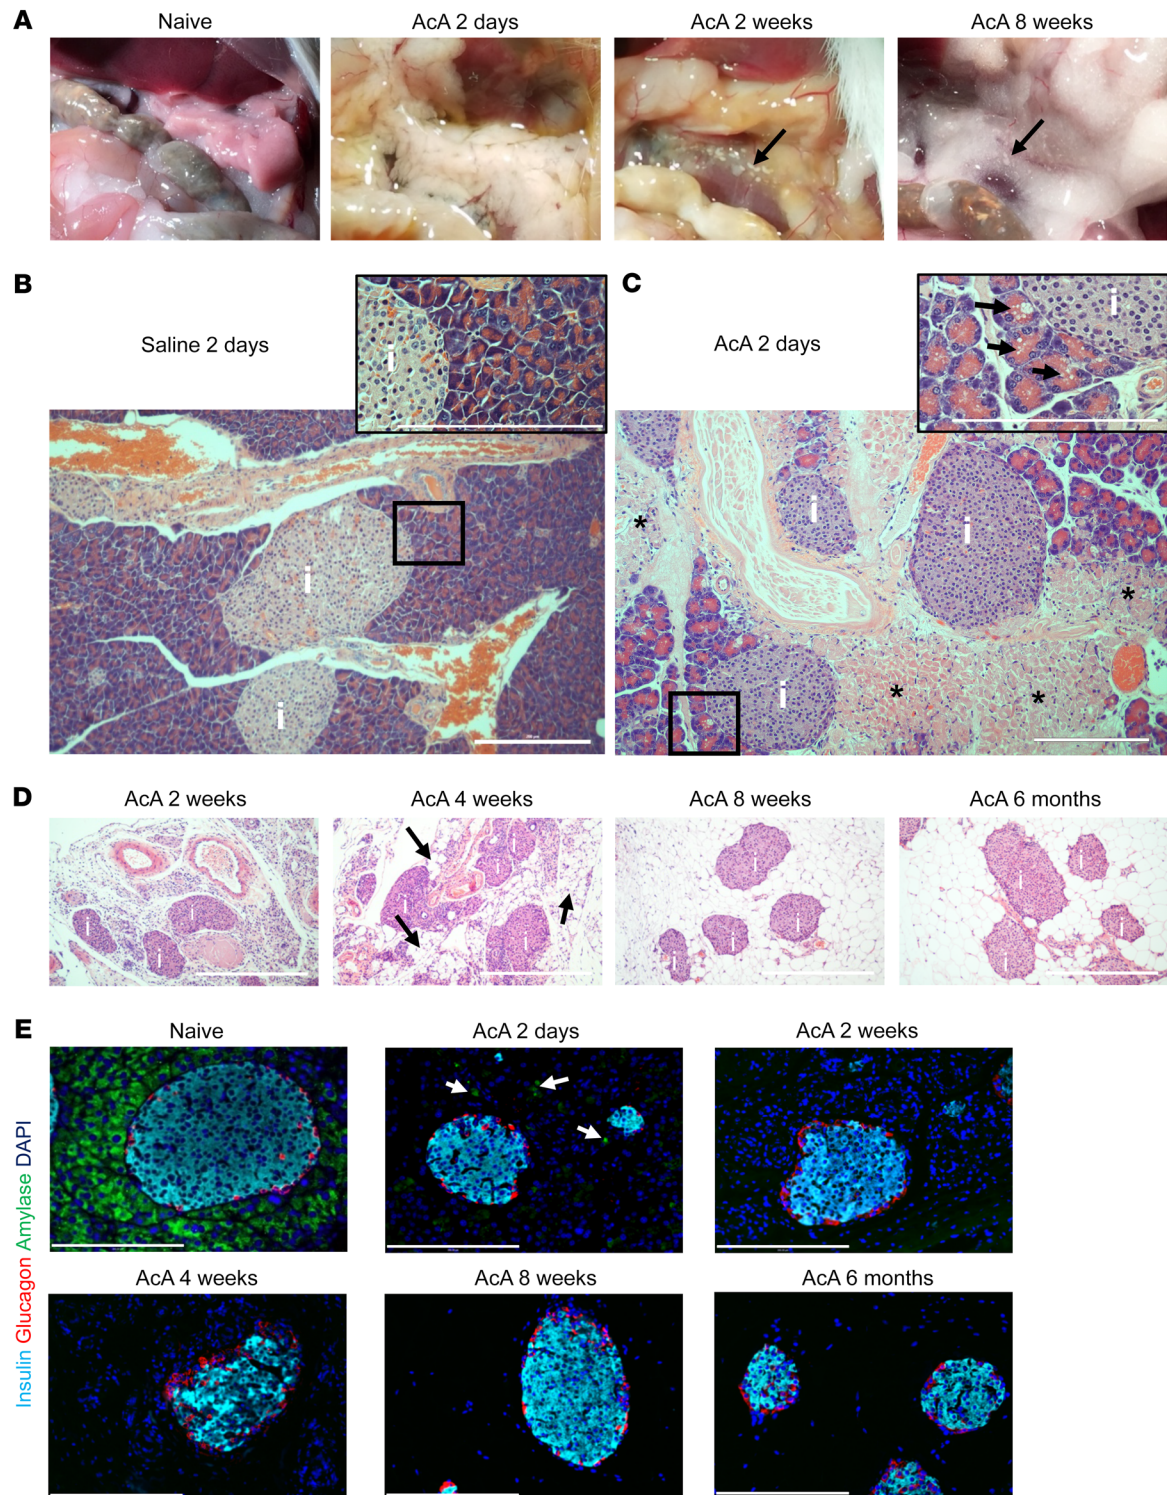 A
Naive
AcA 2 days
AcA 2 weeks
AcA 8 weeks
B
Saline 2 days
i
i
i
C
AcA 2 days
i
i
i
i
*
*
*
*
D
AcA 2 weeks
AcA 4 weeks
AcA 8 weeks
AcA 6 months
i
i
i
i
i
i
i
i
i
i
i
i
i
i
E
Naive
AcA 2 days
AcA 2 weeks
Insulin Glucagon Amylase DAPI
AcA 4 weeks
AcA 8 weeks
AcA 6 months